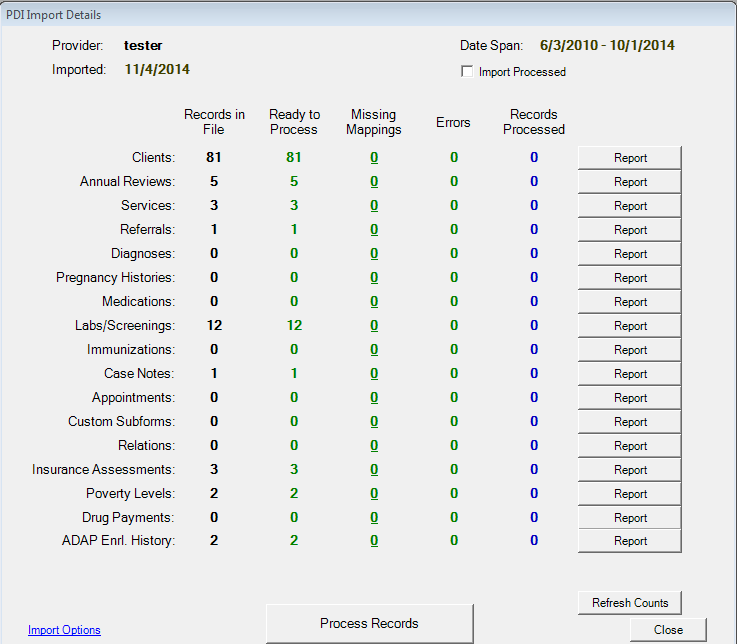 PDI Import Details
Provider: tester Date Span: 6/3/2010 - 10/1/2014
Imported: 11/4/2014 Import Processed
Records in File Ready to Process Missing Mappings Errors Records Processed
Clients: 81 81 0 0 0 Report
Annual Reviews: 5 5 0 0 0 Report
Services: 3 3 0 0 0 Report
Referrals: 1 1 0 0 0 Report
Diagnoses: 0 0 0 0 0 Report
Pregnancy Histories: 0 0 0 0 0 Report
Medications: 0 0 0 0 0 Report
Labs/Screenings: 12 12 0 0 0 Report
Immunizations: 0 0 0 0 0 Report
Case Notes: 1 1 0 0 0 Report
Appointments: 0 0 0 0 0 Report
Custom Subforms: 0 0 0 0 0 Report
Relations: 0 0 0 0 0 Report
Insurance Assessments: 3 3 0 0 0 Report
Poverty Levels: 2 2 0 0 0 Report
Drug Payments: 0 0 0 0 0 Report
ADAP Enrl. History: 2 2 0 0 0 Report
Refresh Counts
Import Options Process Records Close